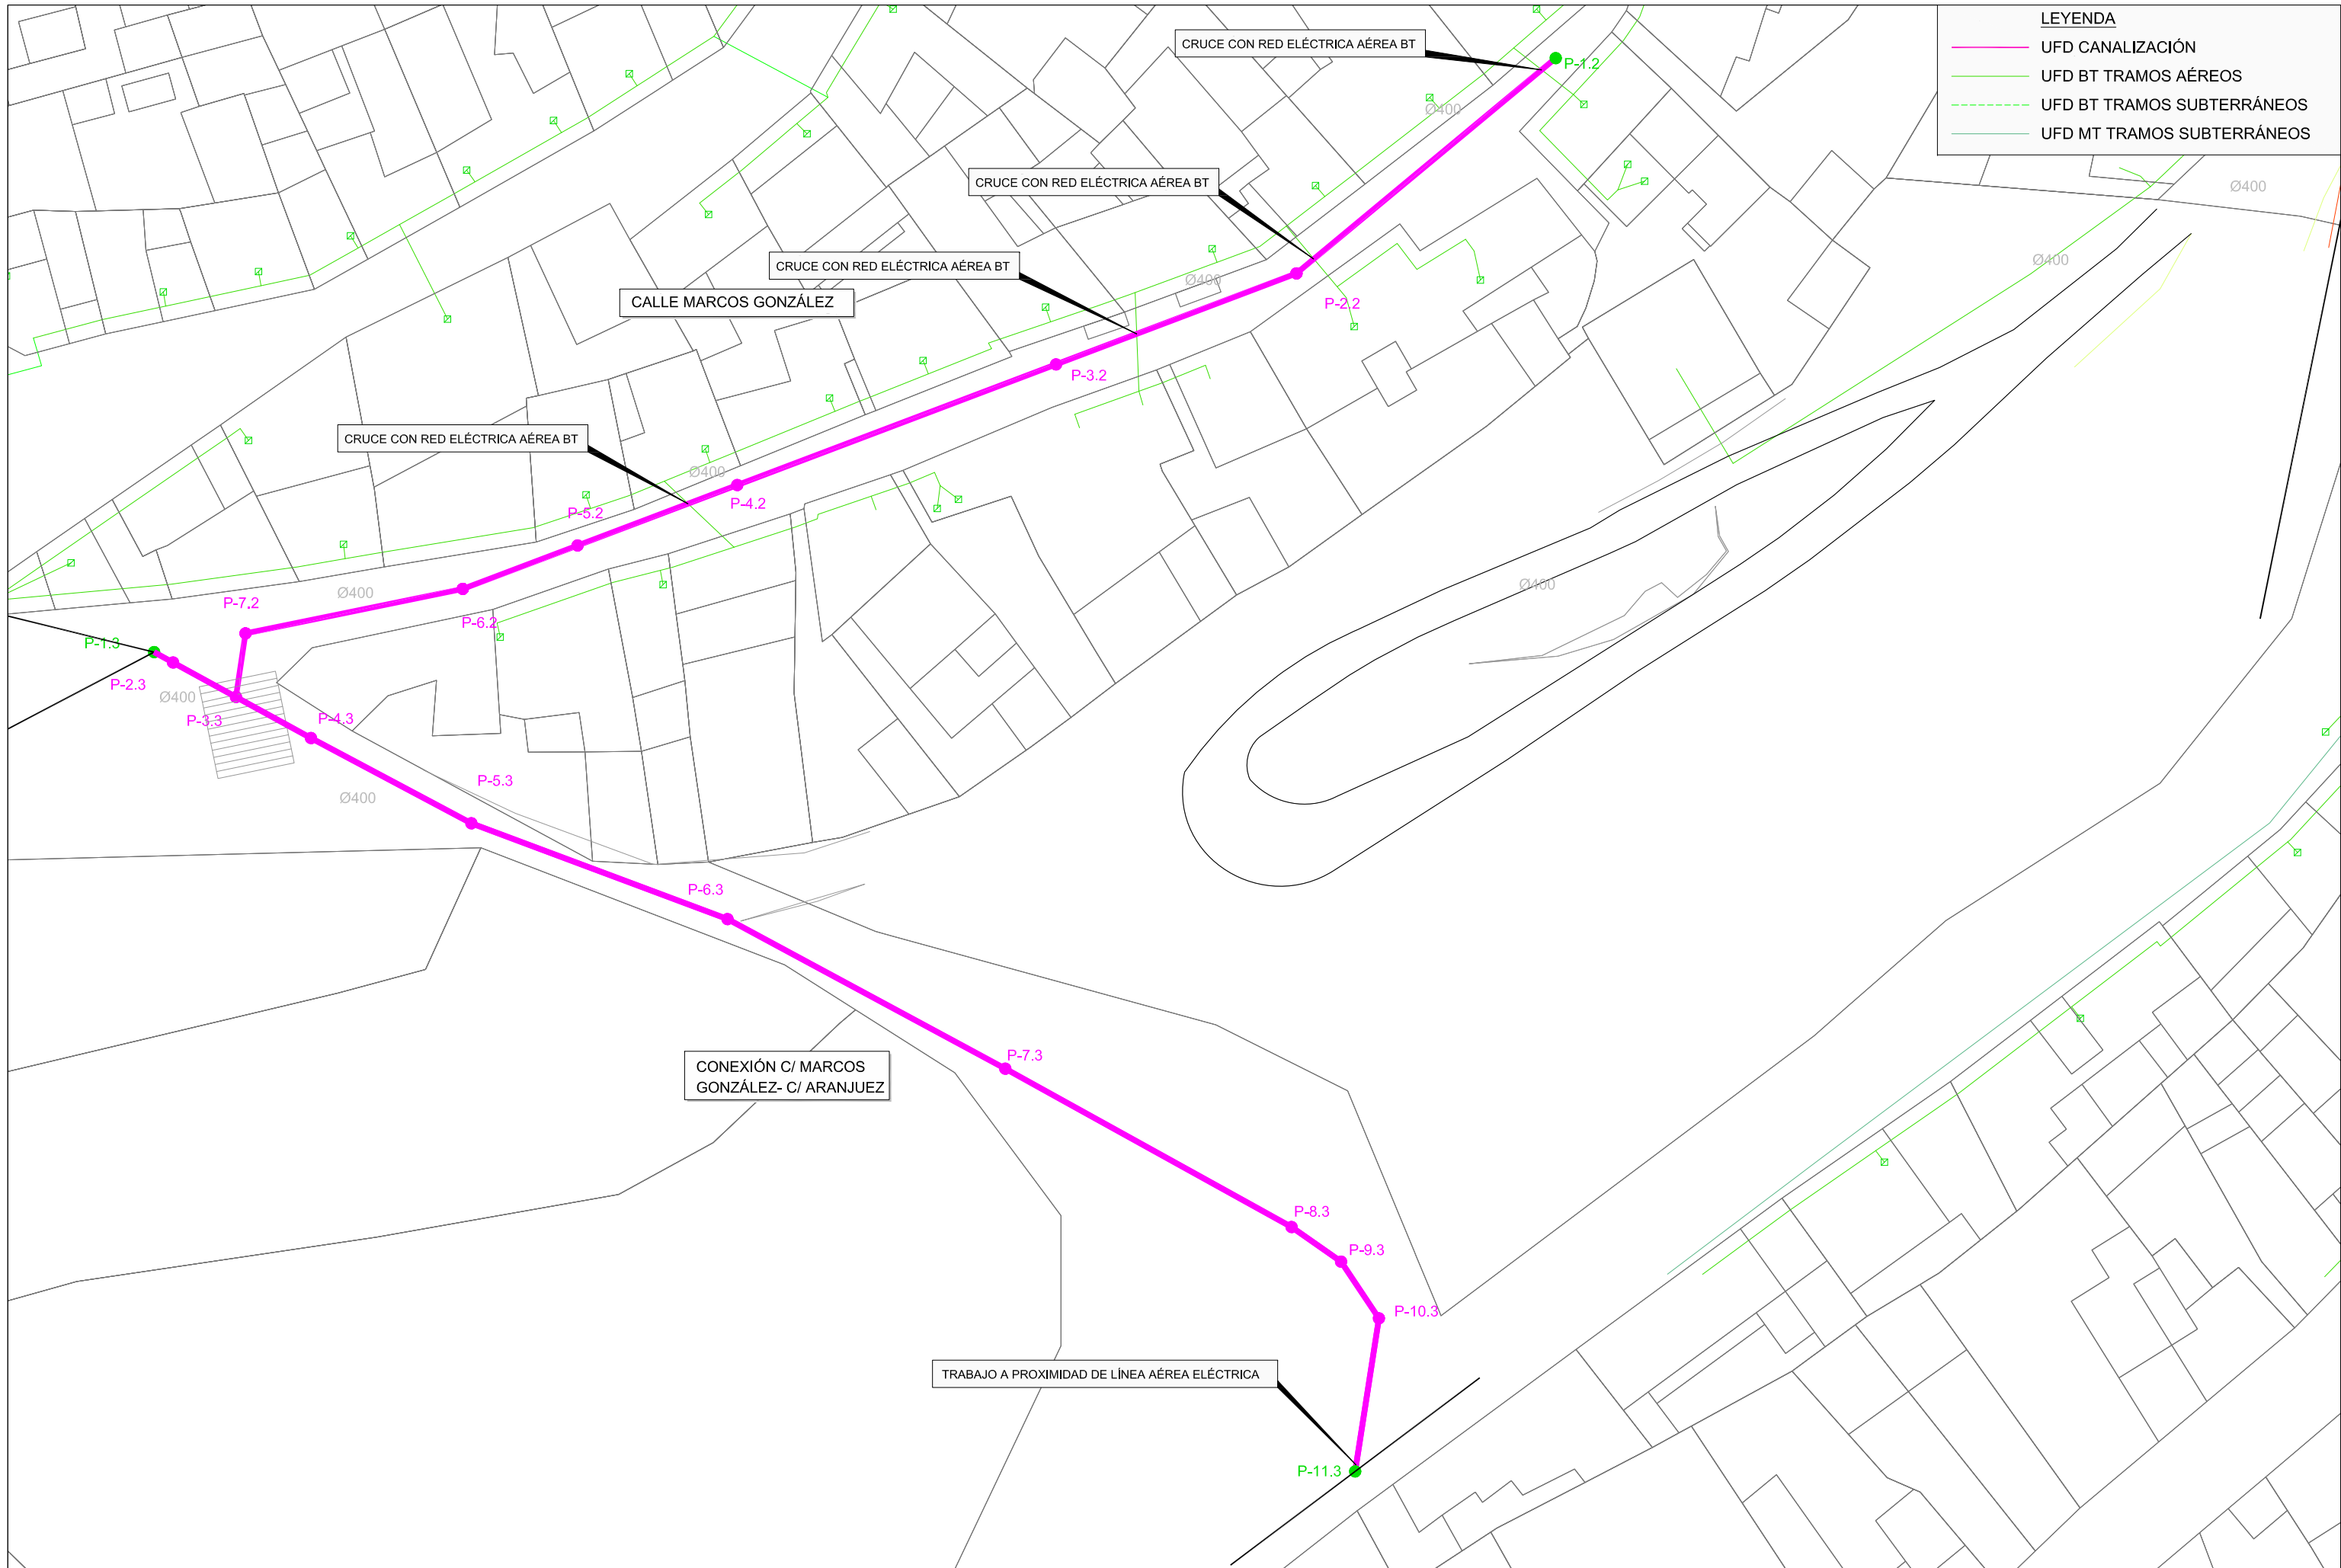 LEYENDA
UFD CANALIZACIÓN
UFD BT TRAMOS AÉREOS
UFD BT TRAMOS SUBTERRÁNEOS
UFD MT TRAMOS SUBTERRÁNEOS
CRUCE CON RED ELÉCTRICA AÉREA BT
P-1.2
Ø400
CRUCE CON RED ELÉCTRICA AÉREA BT
Ø400
CRUCE CON RED ELÉCTRICA AÉREA BT
Ø400
Ø400
CALLE MARCOS GONZÁLEZ
P-2.2
P-3.2
CRUCE CON RED ELÉCTRICA AÉREA BT
Ø400
P-4.2
P-5.2
Ø400
Ø400
P-7.2
P-6.2
P-1.3
P-2.3
Ø400
P-3.3
P-4.3
P-5.3
Ø400
P-6.3
P-7.3
CONEXIÓN C/ MARCOS
GONZÁLEZ- C/ ARANJUEZ
P-8.3
P-9.3
P-10.3
TRABAJO A PROXIMIDAD DE LÍNEA AÉREA ELÉCTRICA
P-11.3